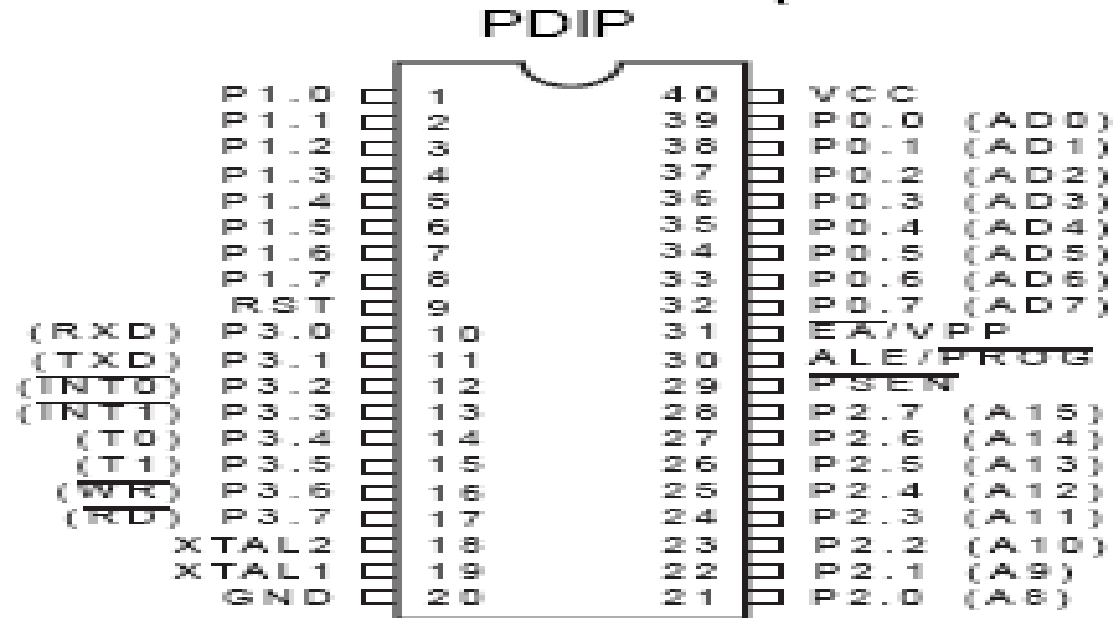 PDIP
P1.0 1 40 VCC
P1.1 2 39 P0.0 (AD0)
P1.2 3 38 P0.1 (AD1)
P1.3 4 37 P0.2 (AD2)
P1.4 5 36 P0.3 (AD3)
P1.5 6 35 P0.4 (AD4)
P1.6 7 34 P0.5 (AD5)
P1.7 8 33 P0.6 (AD6)
RST 9 32 P0.7 (AD7)
(RXD) P3.0 10 31 EA/VPP
(TXD) P3.1 11 30 ALE/PROG
(INT0) P3.2 12 29 PSEN
(INT1) P3.3 13 28 P2.7 (A15)
(T0) P3.4 14 27 P2.6 (A14)
(T1) P3.5 15 26 P2.5 (A13)
(WR) P3.6 16 25 P2.4 (A12)
(RD) P3.7 17 24 P2.3 (A11)
XTAL2 18 23 P2.2 (A10)
XTAL1 19 22 P2.1 (A9)
GND 20 21 P2.0 (A8)